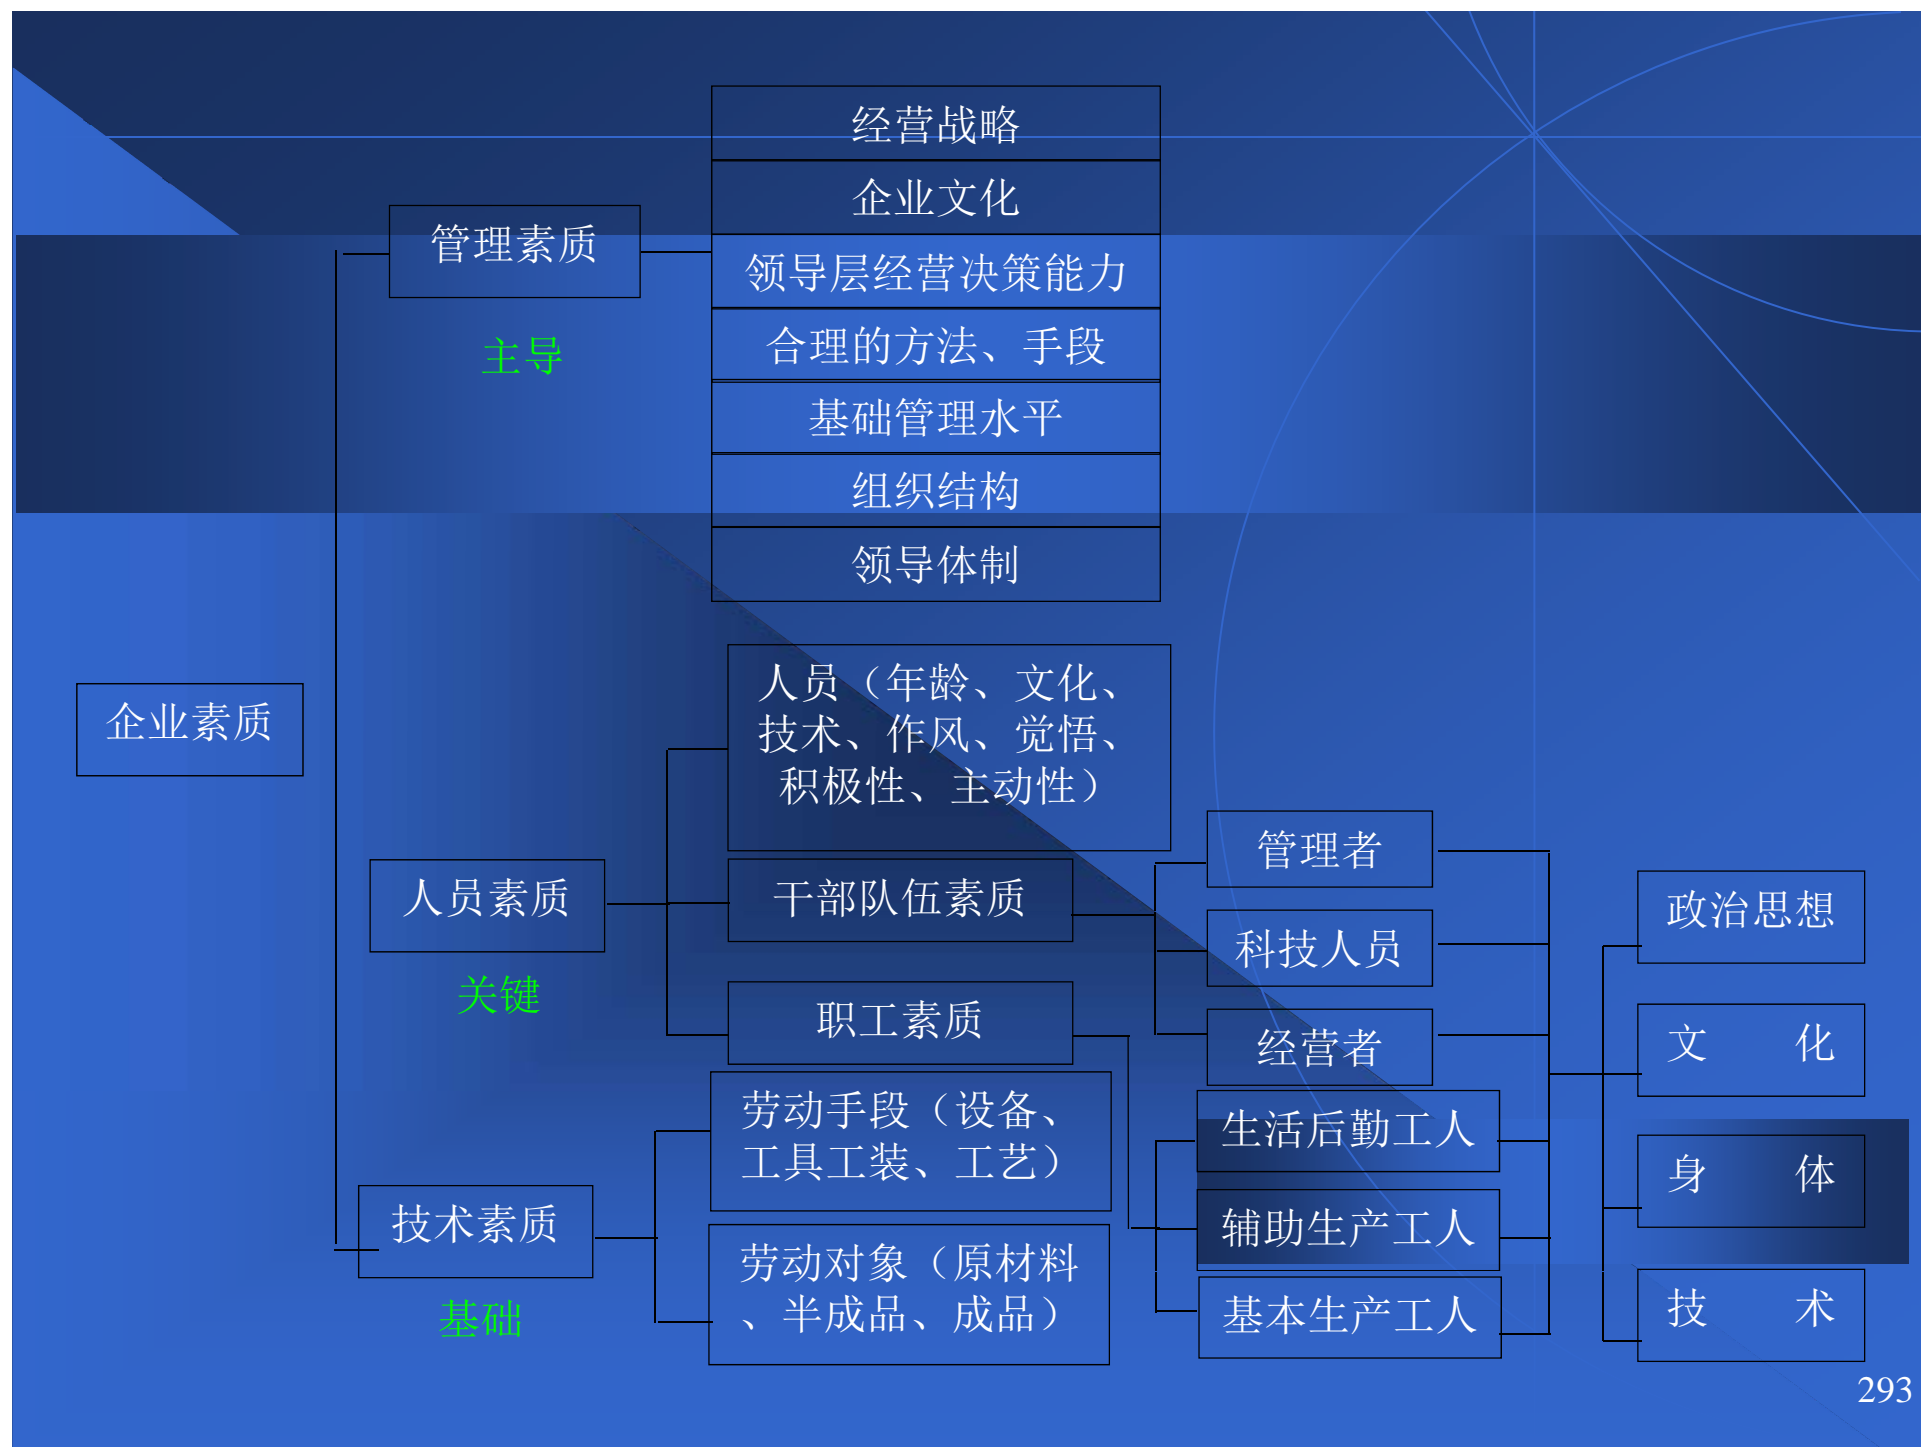 经营战略
企业文化
管理素质
领导层经营决策能力
主导
合理的方法、手段
基础管理水平
组织结构
领导体制
企业素质
人员（年龄、文化、
技术、作风、觉悟、
积极性、主动性）
人员素质
关键
干部队伍素质
职工素质
管理者
科技人员
经营者
生活后勤工人
辅助生产工人
基本生产工人
政治思想
文　　化
身　　体
技　　术
技术素质
基础
劳动手段（设备、
工具工装、工艺）
劳动对象（原材料
、半成品、成品）
293